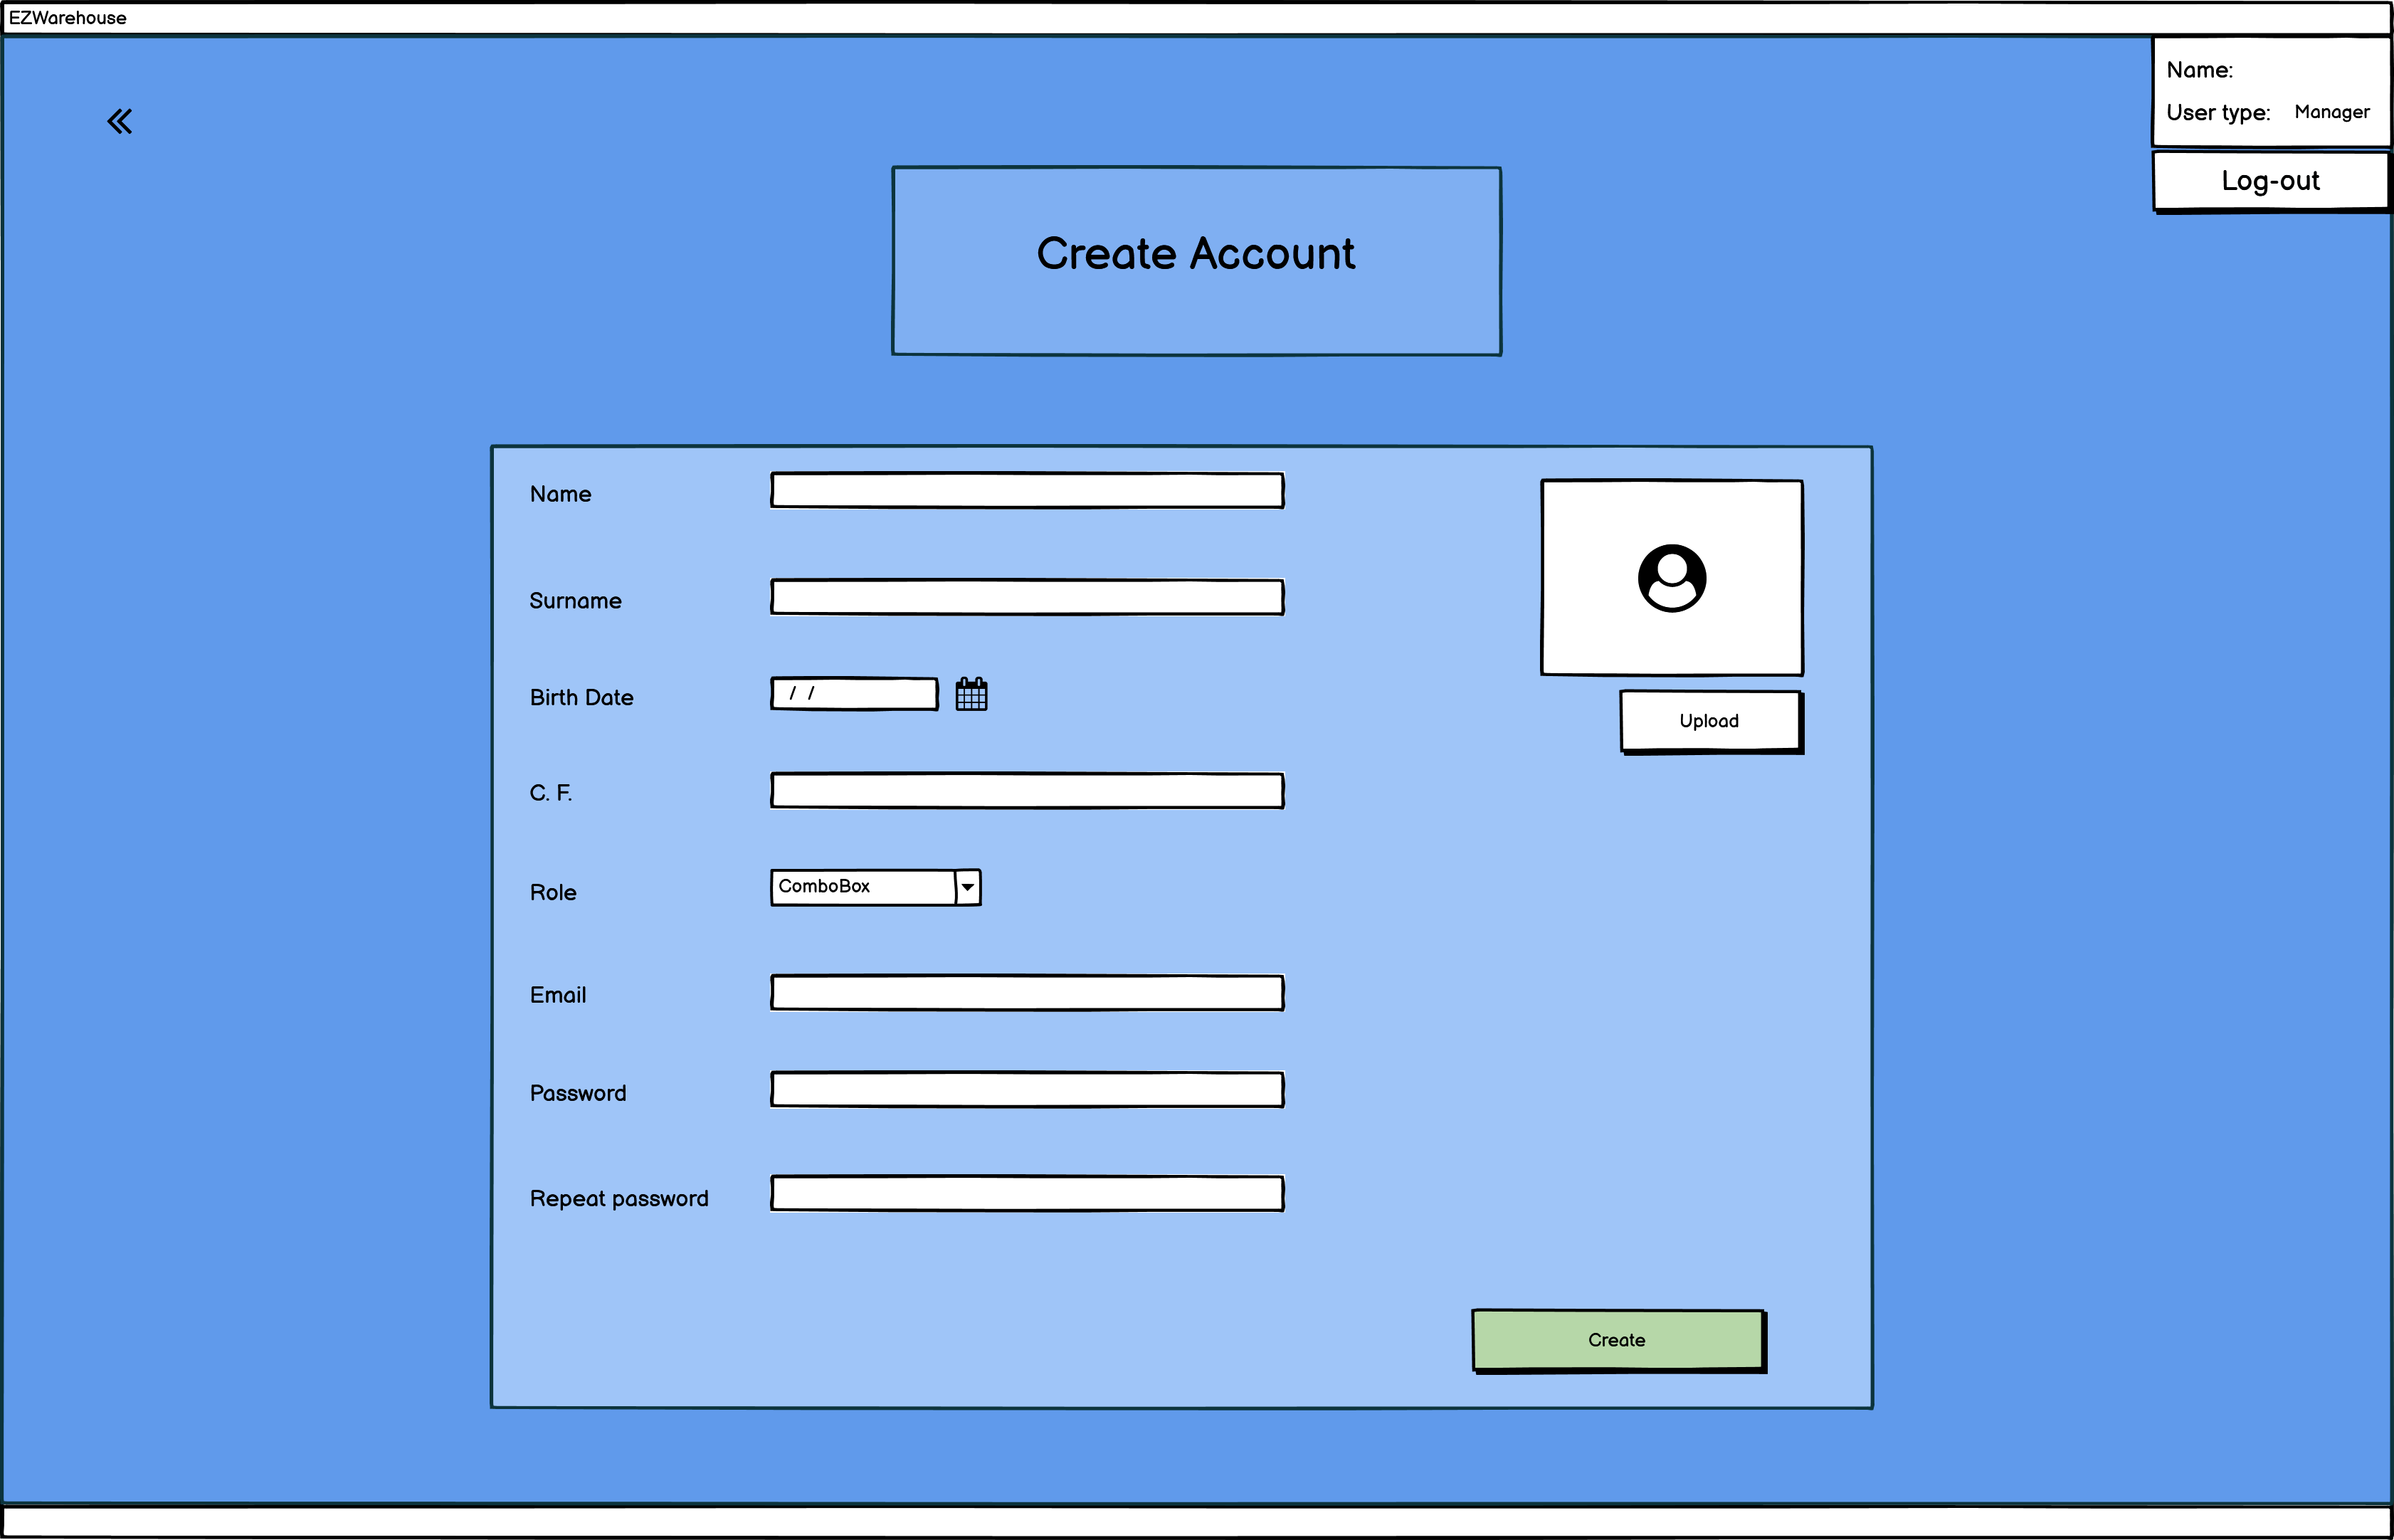 EZWarehouse
Name:
User type: Manager
Log-out
Create Account
Name
Surname
Birth Date / /
Upload
C. F.
Role ComboBox
Email
Password
Repeat password
Create